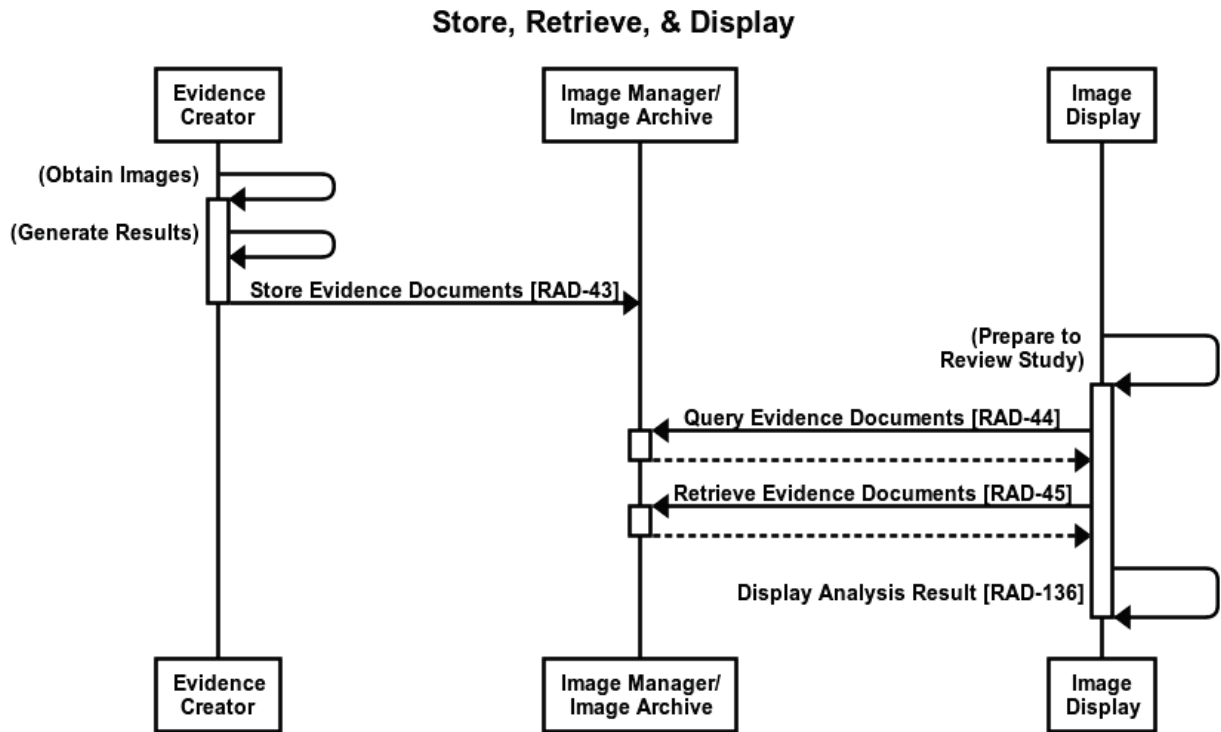 Store, Retrieve, & Display
Evidence
Creator
Image Manager/
Image Archive
Image
Display
(Obtain Images)
(Generate Results)
Store Evidence Documents [RAD-43]
(Prepare to
Review Study)
Query Evidence Documents [RAD-44]
Retrieve Evidence Documents [RAD-45]
Display Analysis Result [RAD-136]
Evidence
Creator
Image Manager/
Image Archive
Image
Display